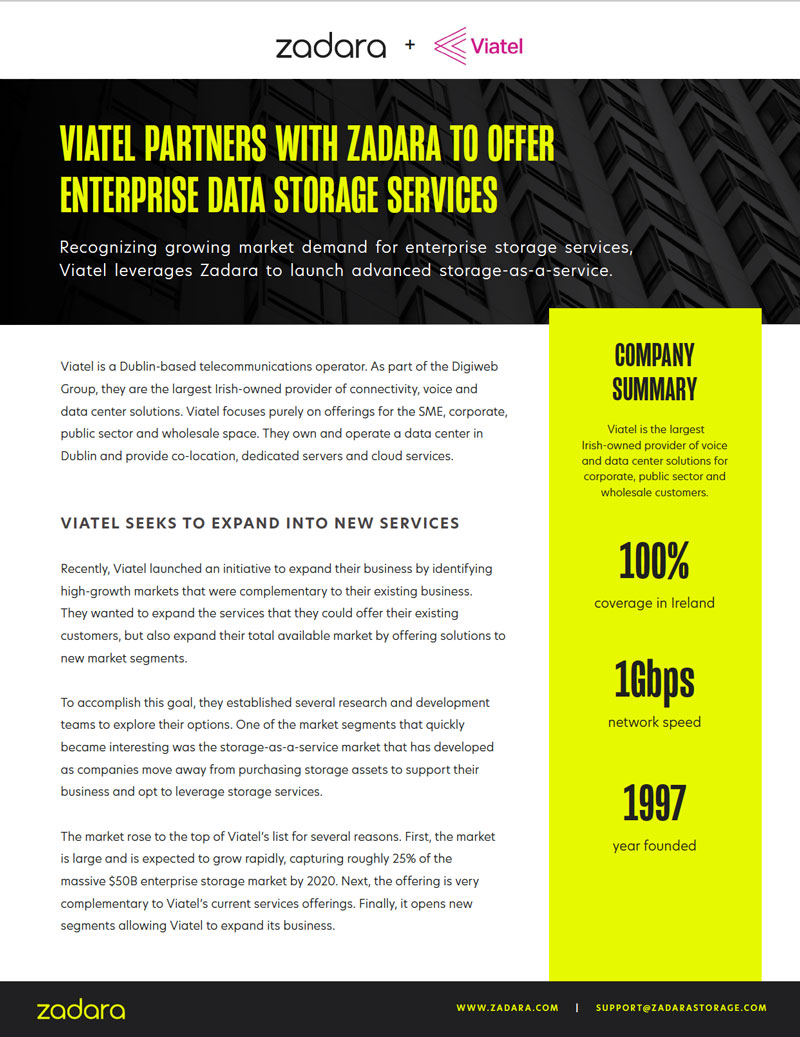 zadara + Viatel
VIATEL PARTNERS WITH ZADARA TO OFFER
ENTERPRISE DATA STORAGE SERVICES
Recognizing growing market demand for enterprise storage services,
Viatel leverages Zadara to launch advanced storage-as-a-service.
Viatel is a Dublin-based telecommunications operator. As part of the Digiweb
Group, they are the largest Irish-owned provider of connectivity, voice and
data center solutions. Viatel focuses purely on offerings for the SME, corporate,
public sector and wholesale space. They own and operate a data center in
Dublin and provide co-location, dedicated servers and cloud services.
VIATEL SEEKS TO EXPAND INTO NEW SERVICES
Recently, Viatel launched an initiative to expand their business by identifying
high-growth markets that were complementary to their existing business.
They wanted to expand the services that they could offer their existing
customers, but also expand their total available market by offering solutions to
new market segments.
To accomplish this goal, they established several research and development
teams to explore their options. One of the market segments that quickly
became interesting was the storage-as-a-service market that has developed
as companies move away from purchasing storage assets to support their
business and opt to leverage storage services.
The market rose to the top of Viatel's list for several reasons. First, the market
is large and is expected to grow rapidly, capturing roughly 25% of the
massive $50B enterprise storage market by 2020. Next, the offering is very
complementary to Viatel's current services offerings. Finally, it opens new
segments allowing Viatel to expand its business.
COMPANY
SUMMARY
Viatel is the largest
Irish-owned provider of voice
and data center solutions for
corporate, public sector and
wholesale customers.
100%
coverage in Ireland
1Gbps
network speed
1997
year founded
zadara
WWW.ZADARA.COM | SUPPORT@ZADARASTORAGE.COM